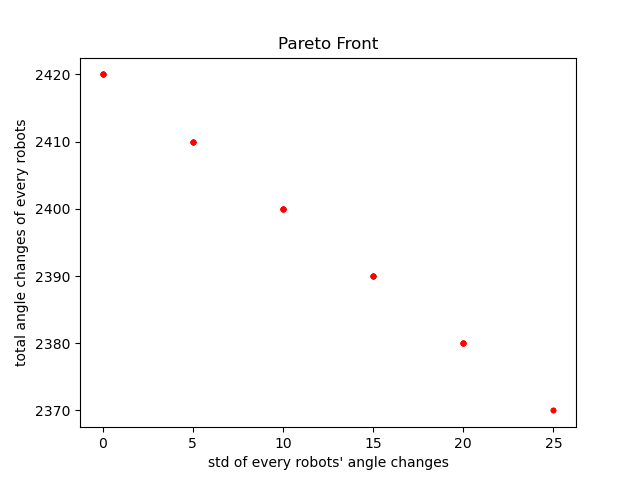 Pareto Front
2420
2410
2400
2390
2380
2370
total angle changes of every robots
0 5 10 15 20 25
std of every robots' angle changes